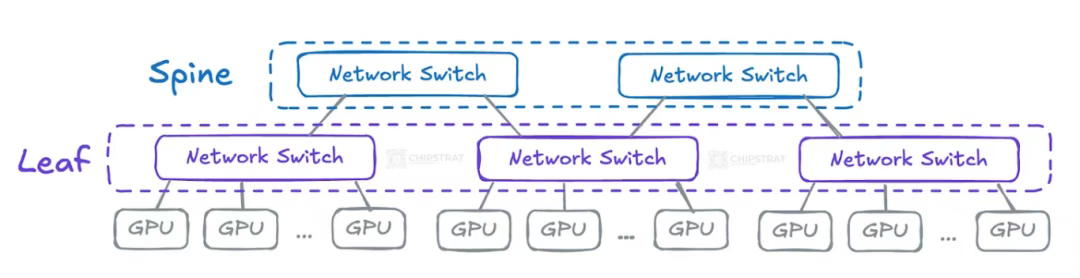 Spine
Network Switch
Network Switch
Leaf
Network Switch
CHIPSTRAT
Network Switch
CHIPSTRAT
Network Switch
GPU
GPU
...
GPU
GPU
GPU
...
GPU
GPU
GPU
...
GPU